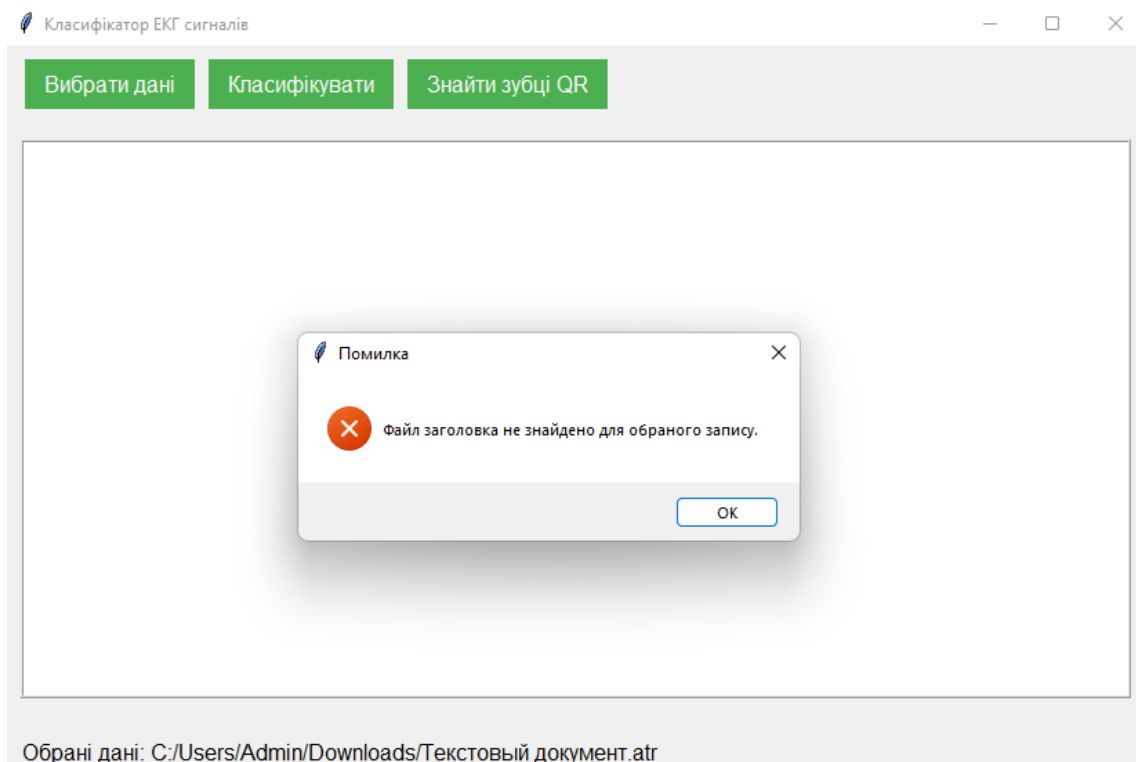 Класифікатор ЕКГ сигналів
Вибрати дані Класифікувати Знайти зубці QR
Помилка
Файл заголовка не знайдено для обраного запису.
OK
Обрані дані: C:/Users/Admin/Downloads/Текстовый документ.atr